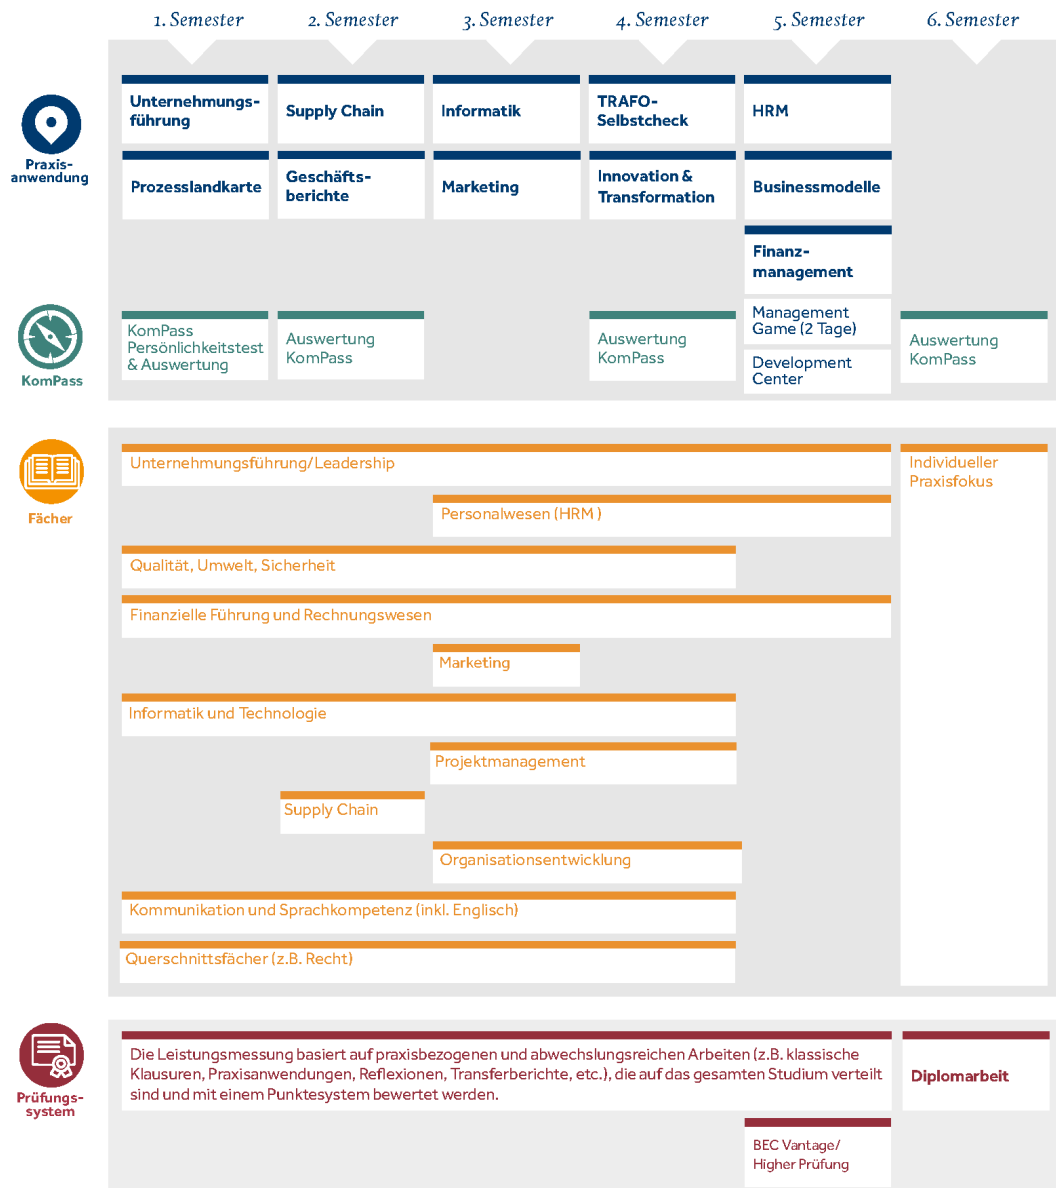 1. Semester
2. Semester
3. Semester
4. Semester
5. Semester
6. Semester
Praxis-
anwendung
Unternehmungs-
führung
Supply Chain
Informatik
TRAFO-
Selbstcheck
HRM
Prozesslandkarte
Geschäfts-
berichte
Marketing
Innovation &
Transformation
Businessmodelle
Finanz-
management
Management
Game (2 Tage)
Development
Center
KomPass
KomPass
Persönlichkeitstest
& Auswertung
Auswertung
KomPass
Auswertung
KomPass
Auswertung
KomPass
Fächer
Unternehmungsführung/Leadership
Individueller
Praxisfokus
Personalwesen (HRM )
Qualität, Umwelt, Sicherheit
Finanzielle Führung und Rechnungswesen
Marketing
Informatik und Technologie
Projektmanagement
Supply Chain
Organisationsentwicklung
Kommunikation und Sprachkompetenz (inkl. Englisch)
Querschnittsfächer (z.B. Recht)
Prüfungs-
system
Die Leistungsmessung basiert auf praxisbezogenen und abwechslungsreichen Arbeiten (z.B. klassische
Klausuren, Praxisanwendungen, Reflexionen, Transferberichte, etc.), die auf das gesamten Studium verteilt
sind und mit einem Punktesystem bewertet werden.
Diplomarbeit
BEC Vantage/
Higher Prüfung